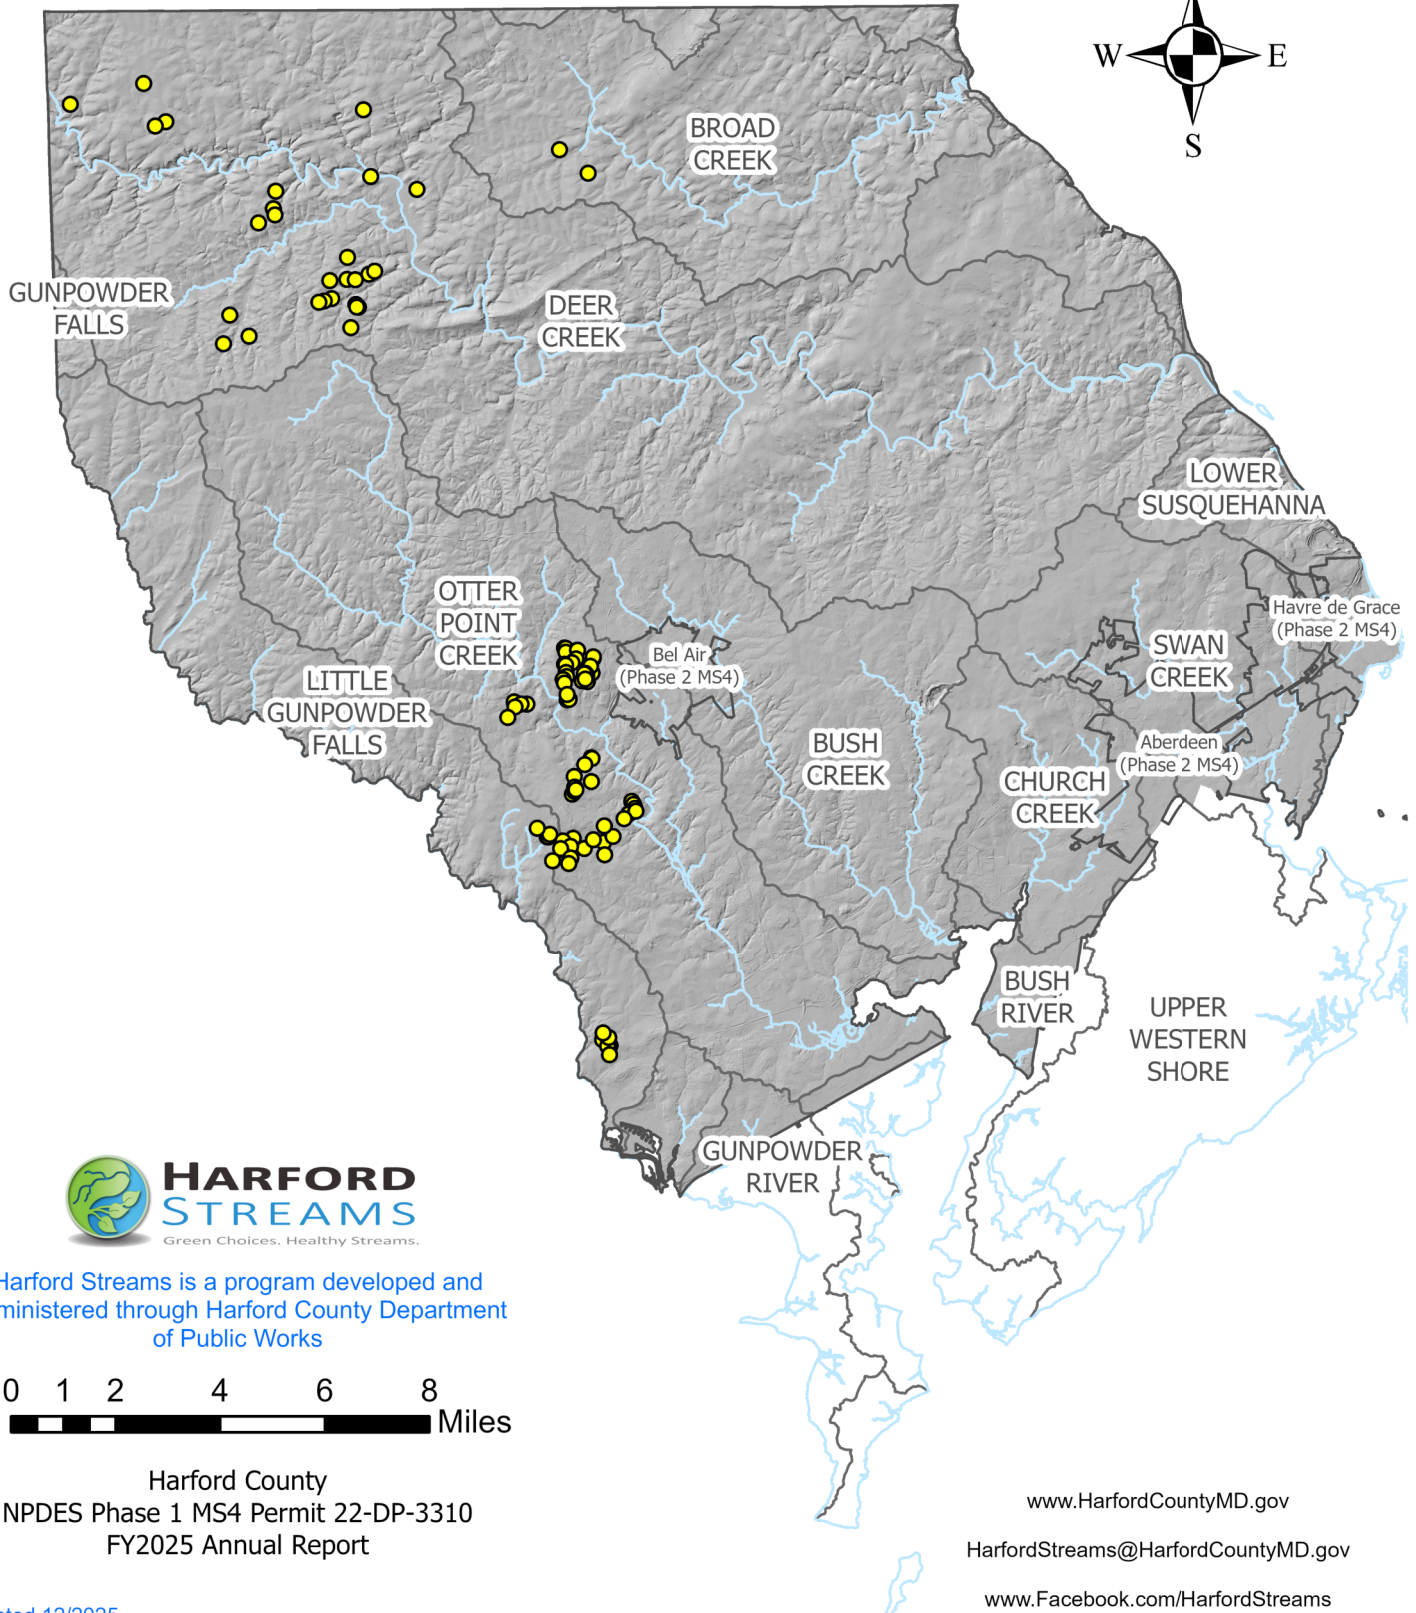 W
E
S
BROAD
CREEK
GUNPOWDER
FALLS
DEER
CREEK
LOWER
SUSQUEHANNA
OTTER
POINT
CREEK
Havre de Grace
(Phase 2 MS4)
Bel Air
(Phase 2 MS4)
SWAN
CREEK
LITTLE
GUNPOWDER
FALLS
BUSH
CREEK
Aberdeen
(Phase 2 MS4)
CHURCH
CREEK
BUSH
RIVER
UPPER
WESTERN
SHORE
GUNPOWDER
RIVER
HARFORD
STREAMS
Green Choices. Healthy Streams.
Harford Streams is a program developed and
ministered through Harford County Department
of Public Works
0 1 2 4 6 8
Miles
Harford County
NPDES Phase 1 MS4 Permit 22-DP-3310
FY2025 Annual Report
www.HarfordCountyMD.gov
HarfordStreams@HarfordCountyMD.gov
www.Facebook.com/HarfordStreams